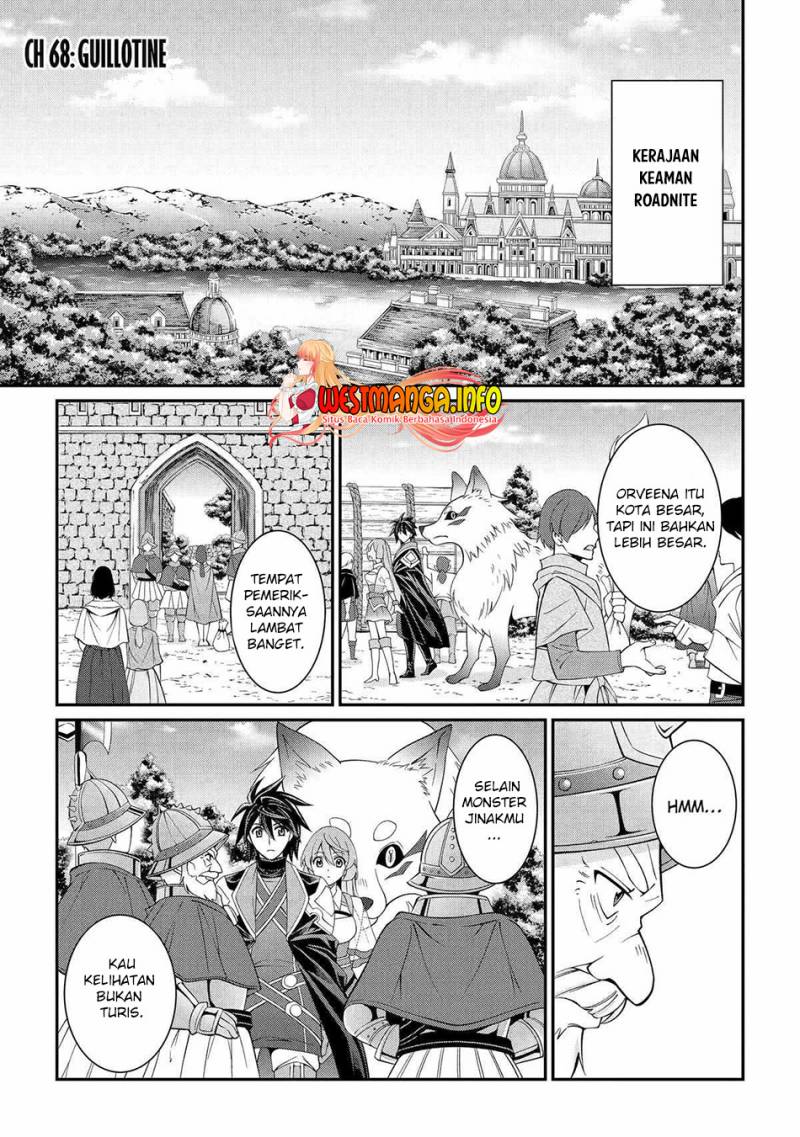 CH 68: GUILLOTINE
KERAJAAN
KEAMAN
ROADNITE
WESTMANGA.INFO
Situs Baca Komik Berbahasa Indonesia
ORVEENA ITU
KOTA BESAR,
TAPI INI BAHKAN
LEBIH BESAR.
TEMPAT
PEMERIK-
SAANNYA
LAMBAT
BANGET.
HMM...
SELAIN
MONSTER
JINAKMU
...
KAU
KELIHATAN
BUKAN
TURIS.